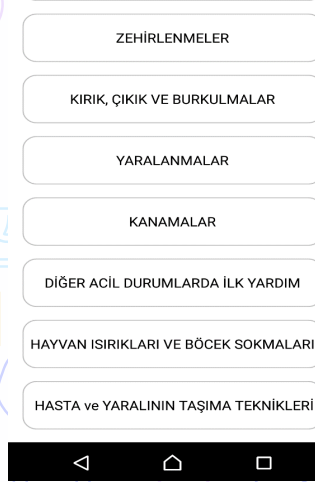 ZEHİRLENMELER
KIRIK, ÇIKIK VE BURKULMALAR
YARALANMALAR
KANAMALAR
DİĞER ACİL DURUMLARDA İLK YARDIM
HAYVAN ISIRIKLARI VE BÖCEK SOKMALARI
HASTA ve YARALININ TAŞIMA TEKNİKLERİ